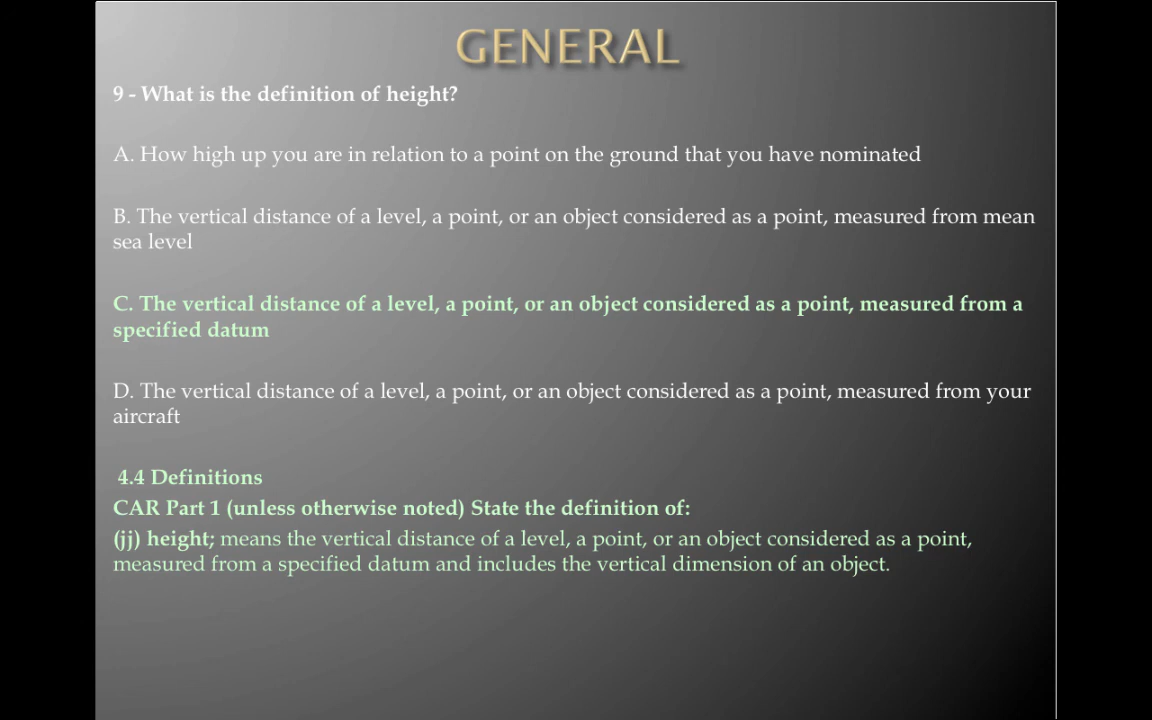 GENERAL
9 - What is the definition of height?
A. How high up you are in relation to a point on the ground that you have nominated
B. The vertical distance of a level, a point, or an object considered as a point, measured from mean
sea level
C. The vertical distance of a level, a point, or an object considered as a point, measured from a
specified datum
D. The vertical distance of a level, a point, or an object considered as a point, measured from your
aircraft
4.4 Definitions
CAR Part 1 (unless otherwise noted) State the definition of:
(jj) height; means the vertical distance of a level, a point, or an object considered as a point,
measured from a specified datum and includes the vertical dimension of an object.